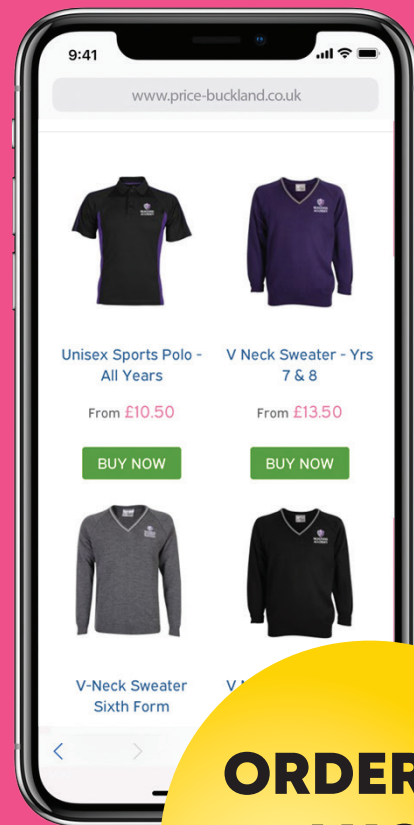 9:41
www.price-buckland.co.uk
Unisex Sports Polo -
All Years
V Neck Sweater - Yrs
7 & 8
From £10.50
From £13.50
BUY NOW
BUY NOW
V-Neck Sweater
Sixth Form
ORDER